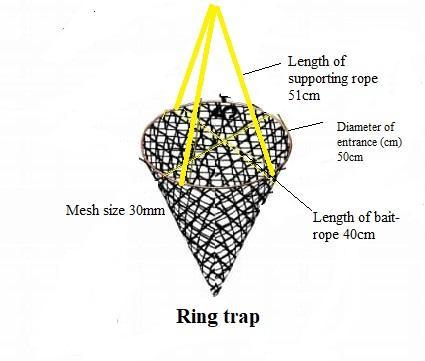 Length of
supporting rope
51cm
Diameter of
entrance (cm)
50cm
Mesh size 30mm
Length of bait-
rope 40cm
Ring trap